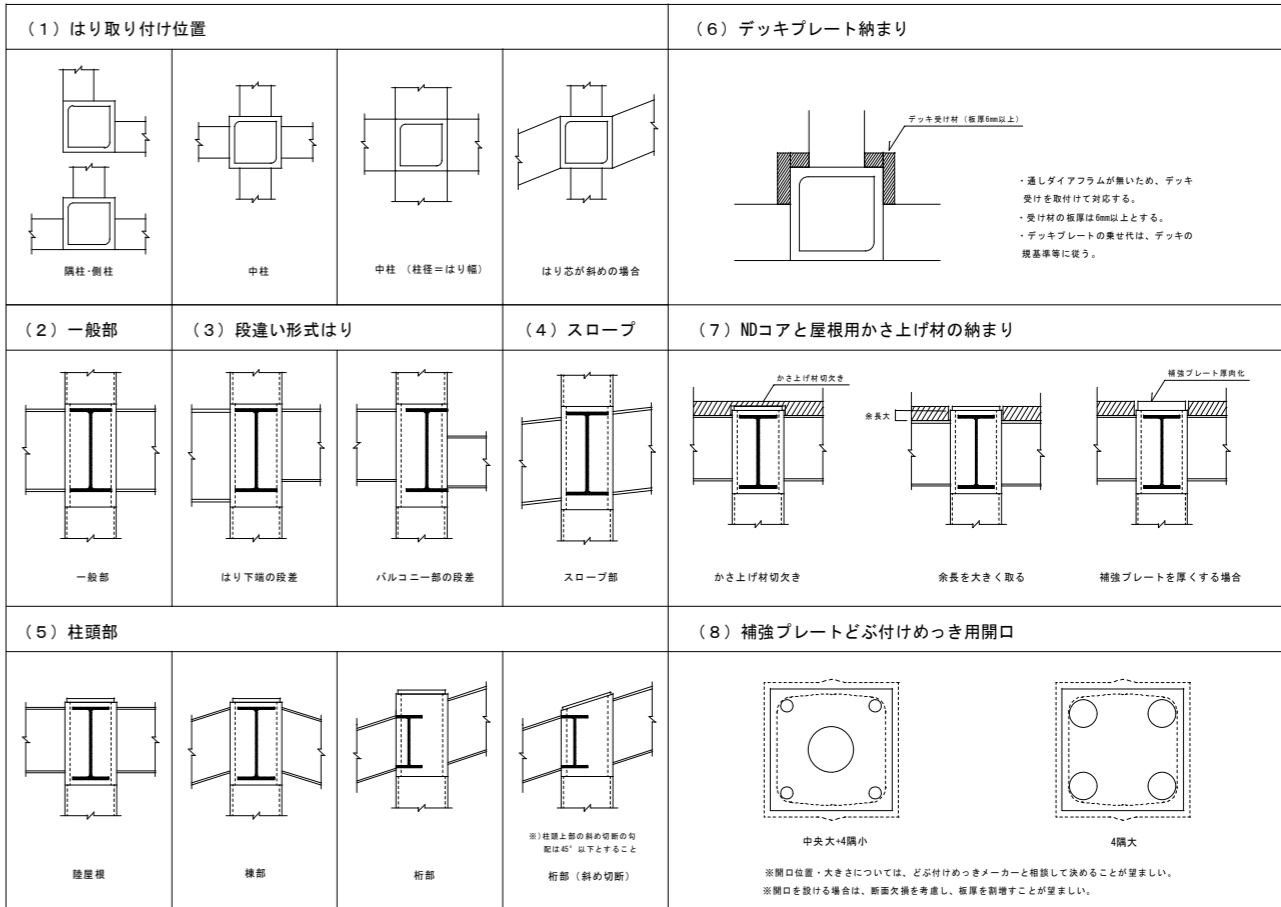 （１）はり取り付け位置
隅柱・側柱
中柱
中柱 （柱径＝はり幅）
はり芯が斜めの場合
（６）デッキプレート納まり
デッキ受け材（板厚6mm以上）
・通しダイアフラムが無いため、デッキ
受けを取付けて対応する。
・受け材の板厚は6mm以上とする。
・デッキプレートの乗せ代は、デッキの
規基準等に従う。
（２）一般部
一般部
（３）段違い形式はり
はり下端の段差
バルコニー部の段差
（４）スロープ
スロープ部
（７）NDコアと屋根用かさ上げ材の納まり
かさ上げ材切欠き
余長大
補強プレート厚肉化
かさ上げ材切欠き
余長を大きく取る
補強プレートを厚くする場合
（５）柱頭部
陸屋根
棟部
桁部
※)柱頭上部の斜め切断の勾
配は45°以下とすること
桁部（斜め切断）
（８）補強プレートどぶ付けめっき用開口
中央大+4隅小
4隅大
※開口位置・大きさについては、どぶ付けめっきメーカーと相談して決めることが望ましい。
※開口を設ける場合は、断面欠損を考慮し、板厚を割増すことが望ましい。